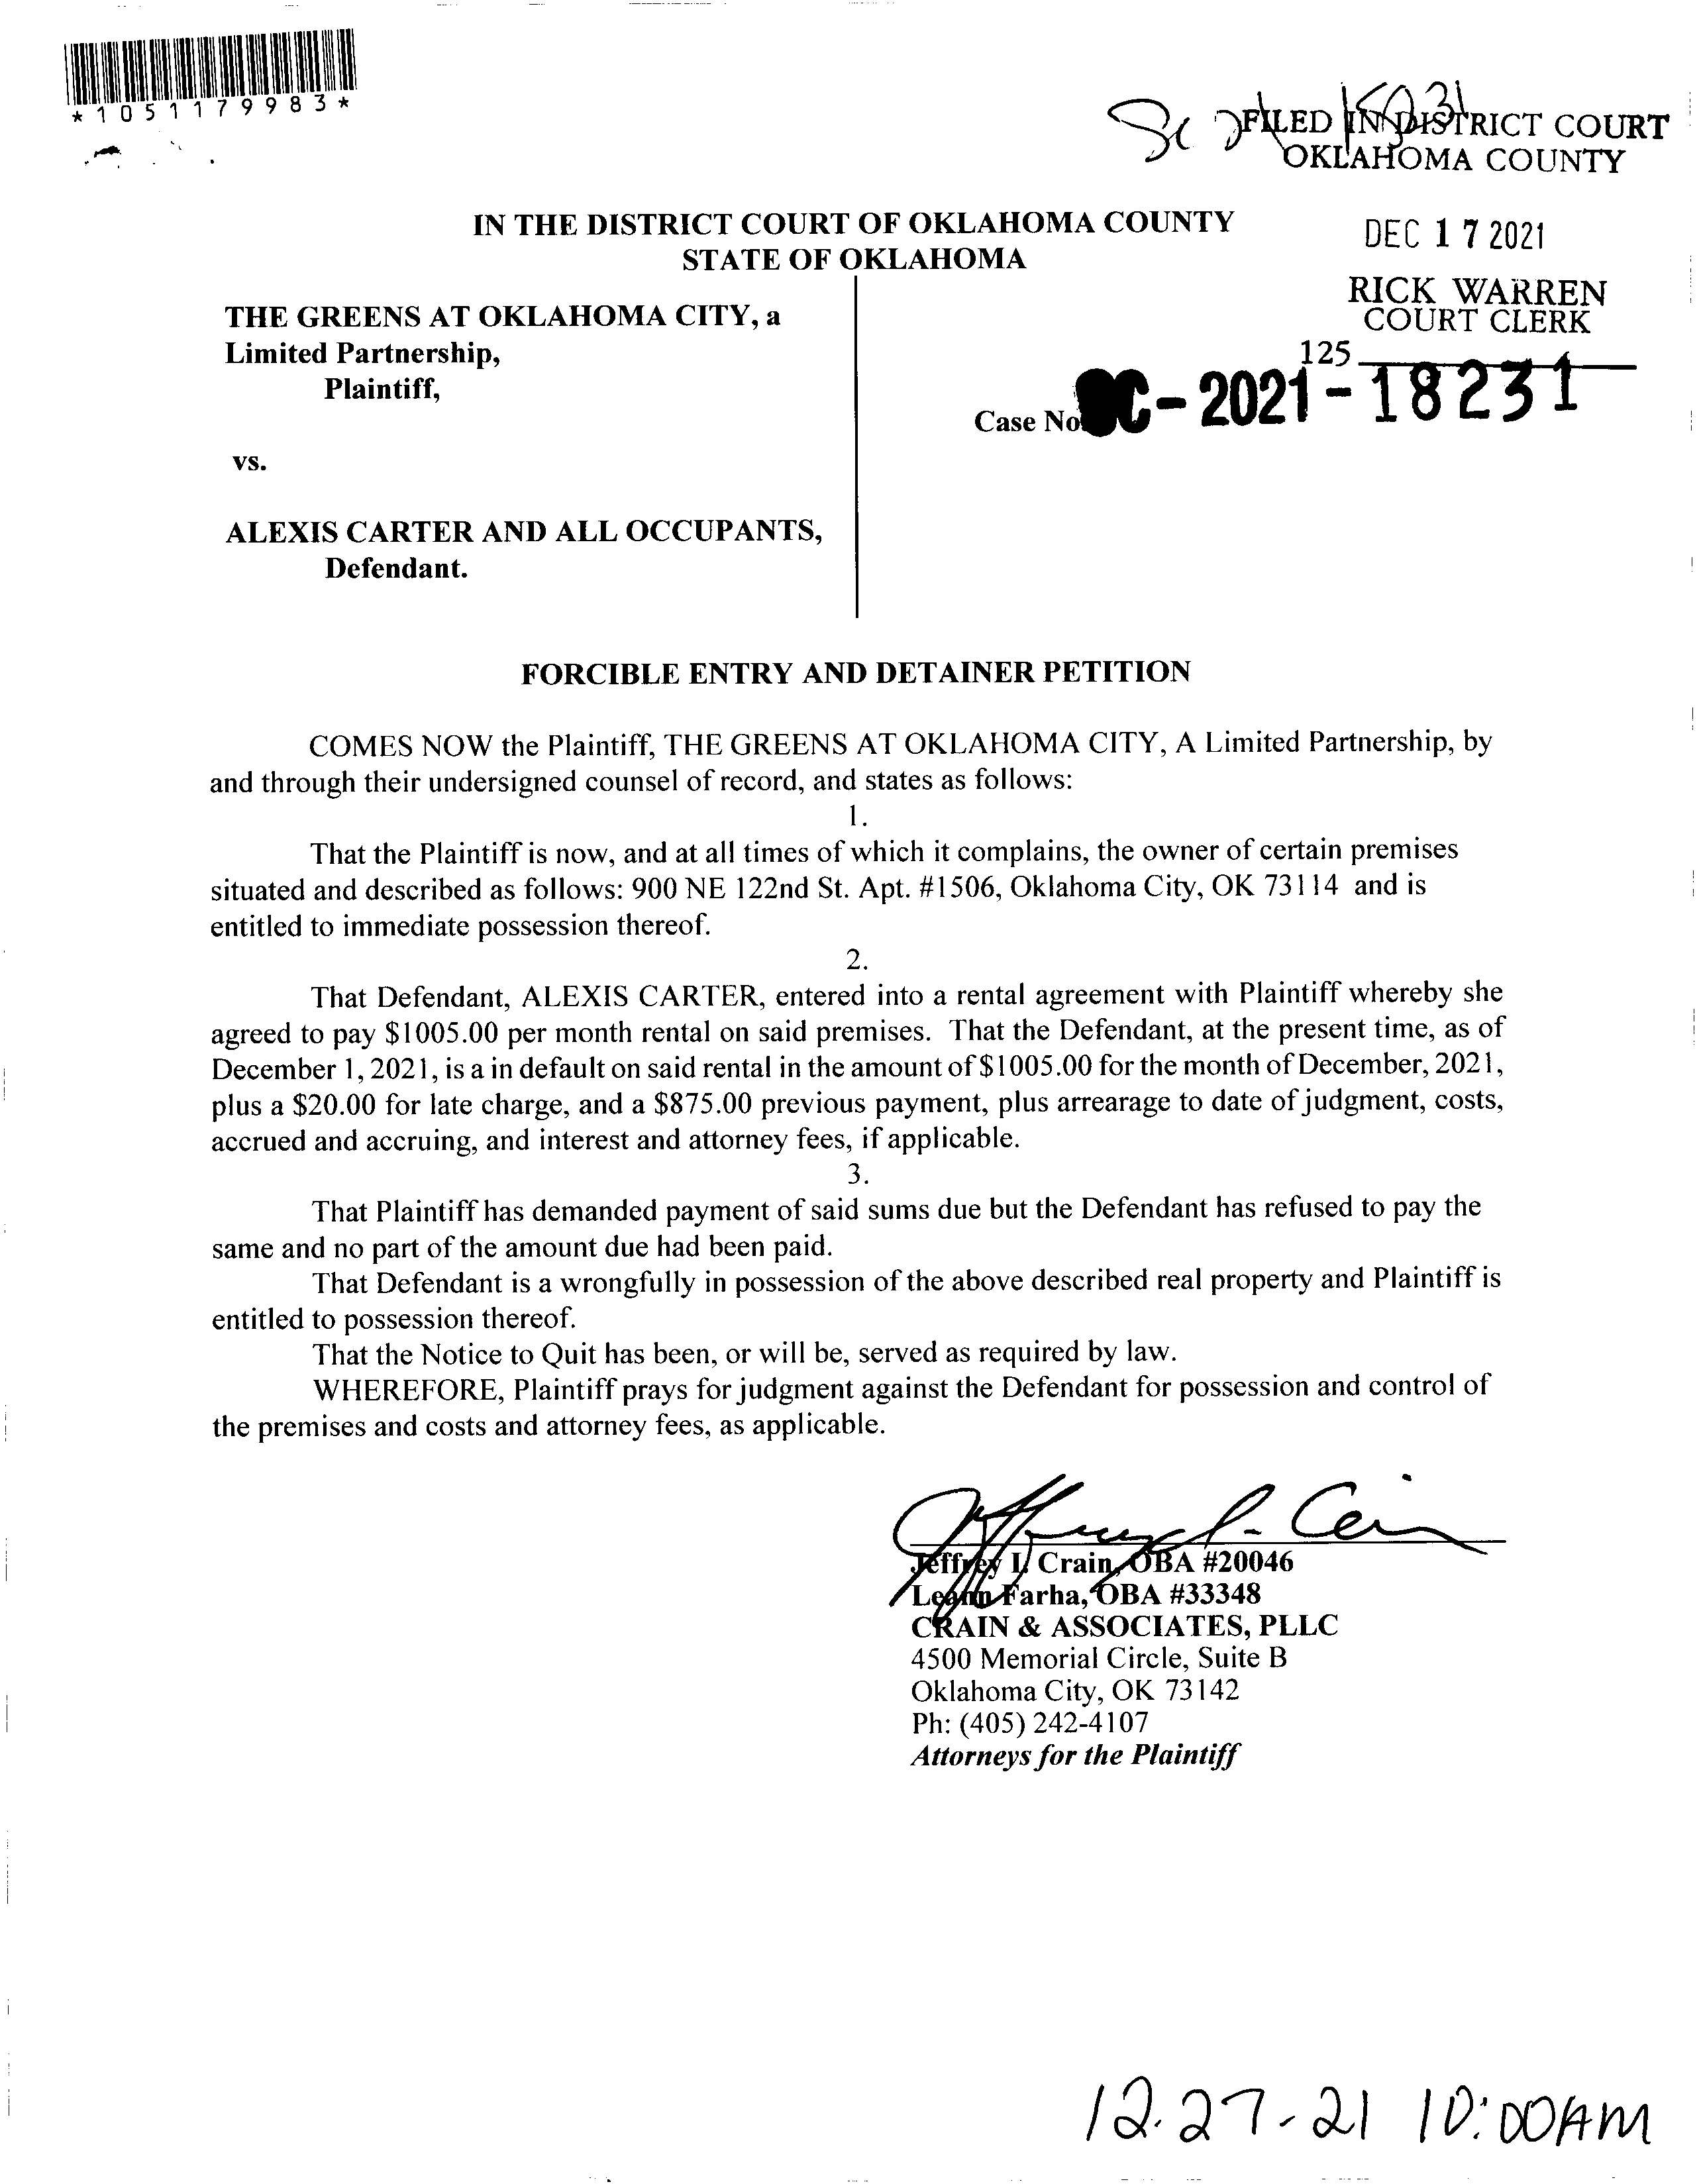 *1051179983*
FILED IN DISTRICT COURT
OKLAHOMA COUNTY
IN THE DISTRICT COURT OF OKLAHOMA COUNTY
STATE OF OKLAHOMA
DEC 17 2021
RICK WARREN
COURT CLERK
125
THE GREENS AT OKLAHOMA CITY, a
Limited Partnership,
Plaintiff,
Case No. C-2021-18231
vs.
ALEXIS CARTER AND ALL OCCUPANTS,
Defendant.
FORCIBLE ENTRY AND DETAINER PETITION
COMES NOW the Plaintiff, THE GREENS AT OKLAHOMA CITY, A Limited Partnership, by
and through their undersigned counsel of record, and states as follows:
1.
That the Plaintiff is now, and at all times of which it complains, the owner of certain premises
situated and described as follows: 900 NE 122nd St. Apt. #1506, Oklahoma City, OK 73114 and is
entitled to immediate possession thereof.
2.
That Defendant, ALEXIS CARTER, entered into a rental agreement with Plaintiff whereby she
agreed to pay $1005.00 per month rental on said premises. That the Defendant, at the present time, as of
December 1, 2021, is a in default on said rental in the amount of $1005.00 for the month of December, 2021,
plus a $20.00 for late charge, and a $875.00 previous payment, plus arrearage to date of judgment, costs,
accrued and accruing, and interest and attorney fees, if applicable.
3.
That Plaintiff has demanded payment of said sums due but the Defendant has refused to pay the
same and no part of the amount due had been paid.
That Defendant is a wrongfully in possession of the above described real property and Plaintiff is
entitled to possession thereof.
That the Notice to Quit has been, or will be, served as required by law.
WHEREFORE, Plaintiff prays for judgment against the Defendant for possession and control of
the premises and costs and attorney fees, as applicable.
Jeffrey I. Crain, OBA #20046
Leann Farha, OBA #33348
CRAIN & ASSOCIATES, PLLC
4500 Memorial Circle, Suite B
Oklahoma City, OK 73142
Ph: (405) 242-4107
Attorneys for the Plaintiff
12-27-21 10:00AM